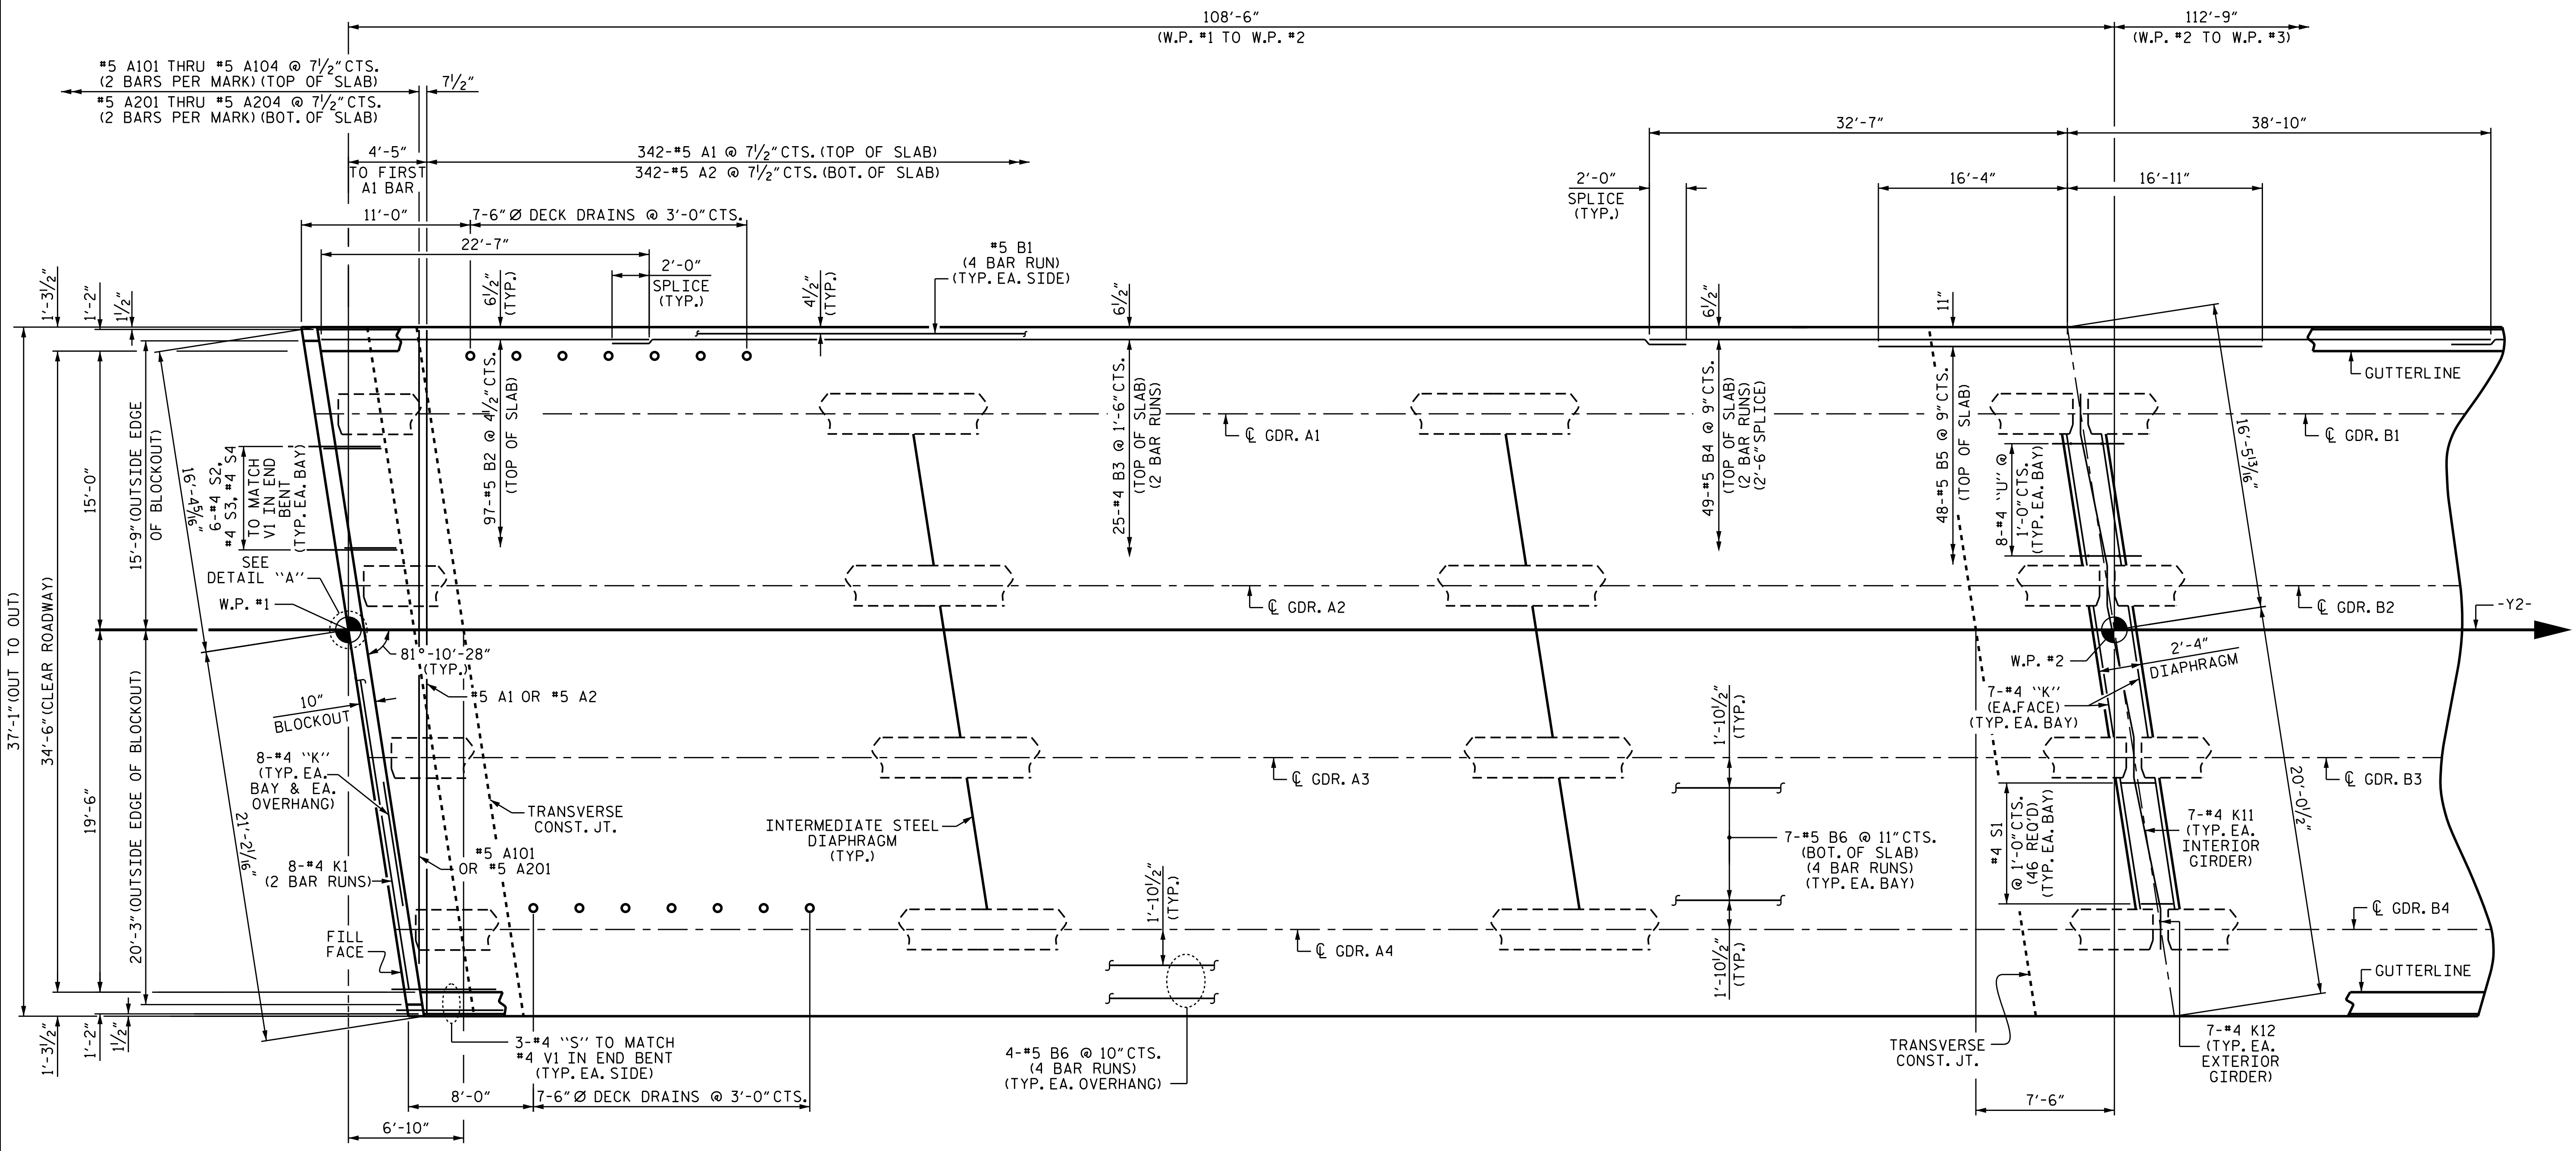 108'-6"
(W.P. #1 TO W.P. #2
112'-9"
(W.P. #2 TO W.P. #3)
#5 A101 THRU #5 A104 @ 7½" CTS.
(2 BARS PER MARK) (TOP OF SLAB)
#5 A201 THRU #5 A204 @ 7½" CTS.
(2 BARS PER MARK) (BOT. OF SLAB)
7½"
4'-5"
TO FIRST
A1 BAR
342-#5 A1 @ 7½" CTS. (TOP OF SLAB)
342-#5 A2 @ 7½" CTS. (BOT. OF SLAB)
32'-7"
38'-10"
2'-0"
SPLICE
(TYP.)
16'-4"
16'-11"
11'-0"
7-6" Ø DECK DRAINS @ 3'-0" CTS.
22'-7"
2'-0"
SPLICE
(TYP.)
#5 B1
(4 BAR RUN)
(TYP. EA. SIDE)
1'-3½"
1'-2"
1½"
6½"
(TYP.)
4½"
(TYP.)
6½"
6½"
11"
37'-1" (OUT TO OUT)
34'-6" (CLEAR ROADWAY)
15'-0"
19'-6"
15'-9" (OUTSIDE EDGE
OF BLOCKOUT)
20'-3" (OUTSIDE EDGE OF BLOCKOUT)
16'-4 5/16"
21'-2 1/16"
6-#4 S2,
#4 S3, #4 S4
TO MATCH
V1 IN END
BENT
(TYP. EA. BAY)
97-#5 B2 @ 4½" CTS.
(TOP OF SLAB)
25-#4 B3 @ 1'-6" CTS.
(TOP OF SLAB)
(2 BAR RUNS)
49-#5 B4 @ 9" CTS.
(TOP OF SLAB)
(2 BAR RUNS)
(2'-6" SPLICE)
48-#5 B5 @ 9" CTS.
(TOP OF SLAB)
8-#4 "U" @
1'-0" CTS.
(TYP. EA. BAY)
16'-5 13/16"
20'-0½"
GUTTERLINE
℄ GDR. A1
℄ GDR. B1
℄ GDR. A2
℄ GDR. B2
SEE
DETAIL "A"
W.P. #1
-Y2-
81°-10'-28"
(TYP.)
W.P. #2
2'-4"
DIAPHRAGM
10"
BLOCKOUT
#5 A1 OR #5 A2
7-#4 "K"
(EA. FACE)
(TYP. EA. BAY)
1'-10½"
(TYP.)
8-#4 "K"
(TYP. EA.
BAY & EA.
OVERHANG)
℄ GDR. A3
℄ GDR. B3
TRANSVERSE
CONST. JT.
INTERMEDIATE STEEL
DIAPHRAGM
(TYP.)
7-#5 B6 @ 11" CTS.
(BOT. OF SLAB)
(4 BAR RUNS)
(TYP. EA. BAY)
#4 S1
@ 1'-0" CTS.
(46 REQ'D)
(TYP. EA. BAY)
7-#4 K11
(TYP. EA.
INTERIOR
GIRDER)
#5 A101
OR #5 A201
8-#4 K1
(2 BAR RUNS)
1'-10½"
(TYP.)
1'-10½"
(TYP.)
℄ GDR. A4
℄ GDR. B4
FILL
FACE
GUTTERLINE
1'-3½"
1'-2"
1½"
3-#4 "S" TO MATCH
#4 V1 IN END BENT
(TYP. EA. SIDE)
4-#5 B6 @ 10" CTS.
(4 BAR RUNS)
(TYP. EA. OVERHANG)
TRANSVERSE
CONST. JT.
7-#4 K12
(TYP. EA.
EXTERIOR
GIRDER)
8'-0"
7-6" Ø DECK DRAINS @ 3'-0" CTS.
7'-6"
6'-10"